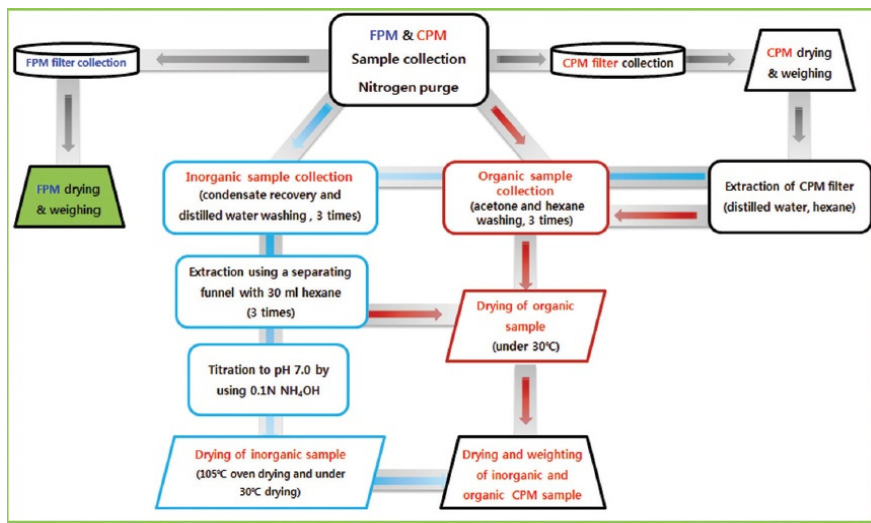 FPM & CPM
Sample collection
Nitrogen purge
FPM filter collection
CPM filter collection
CPM drying
& weighing
FPM drying
& weighing
Inorganic sample collection
(condensate recovery and
distilled water washing , 3 times)
Organic sample
collection
(acetone and hexane
washing, 3 times)
Extraction of CPM filter
(distilled water, hexane)
Extraction using a separating
funnel with 30 ml hexane
(3 times)
Drying of organic
sample
(under 30℃)
Titration to pH 7.0 by
using 0.1N NH₄OH
Drying of inorganic sample
(105℃ oven drying and under
30℃ drying)
Drying and weighting
of inorganic and
organic CPM sample